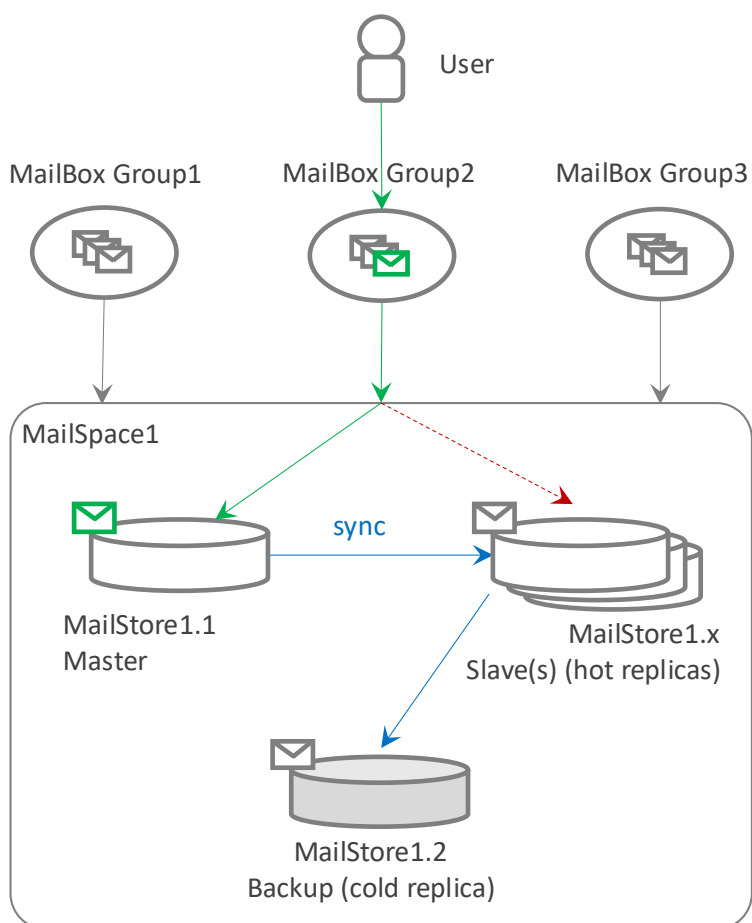 User
MailBox Group1
MailBox Group2
MailBox Group3
MailSpace1
sync
MailStore1.1
Master
MailStore1.x
Slave(s) (hot replicas)
MailStore1.2
Backup (cold replica)